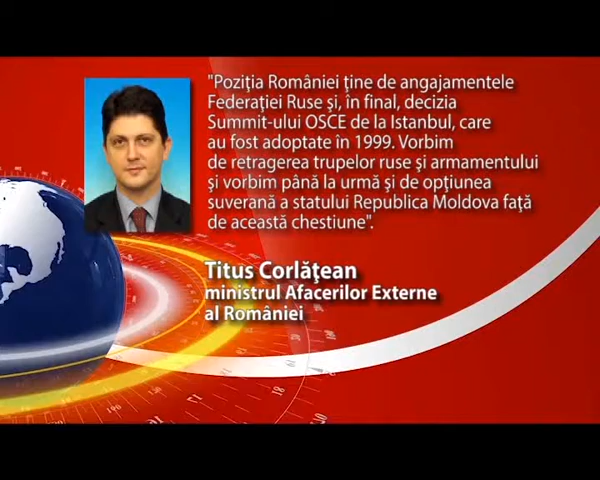 "Poziţia României ţine de angajamentele
Federaţiei Ruse şi, în final, decizia
Summit-ului OSCE de la Istanbul, care
au fost adoptate în 1999. Vorbim
de retragerea trupelor ruse şi armamentului
şi vorbim până la urmă şi de opţiunea
suverană a statului Republica Moldova faţă
de această chestiune".
Titus Corlăţean
ministrul Afacerilor Externe
al României